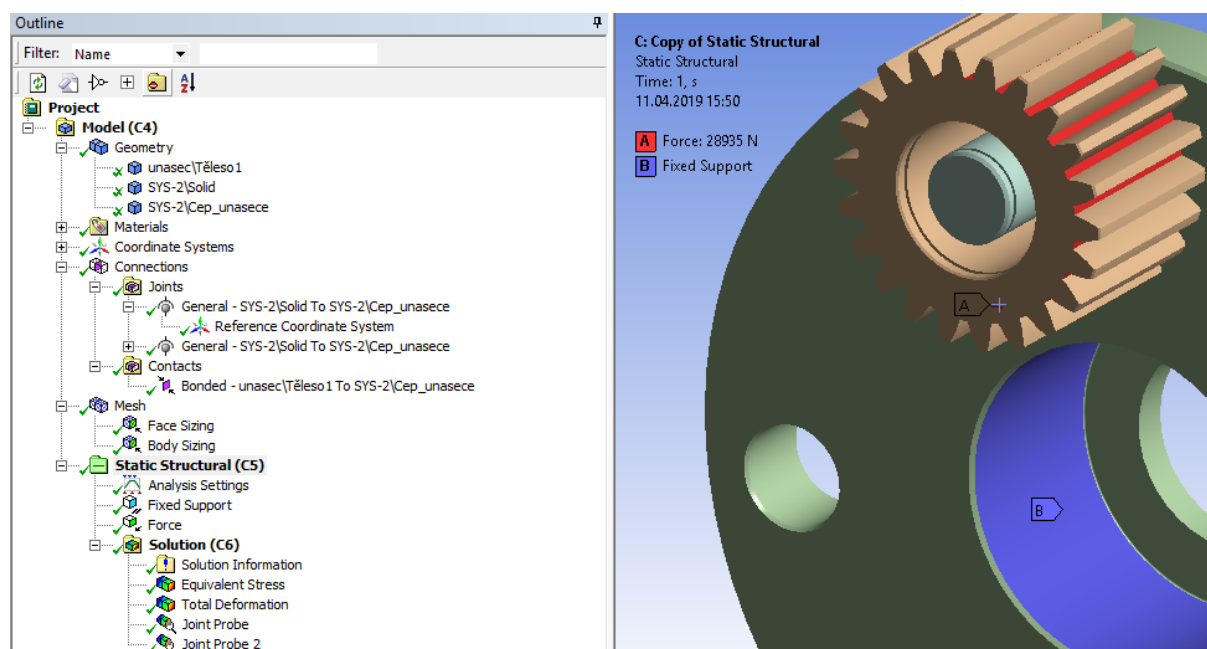 Outline
Filter: Name
Project
Model (C4)
Geometry
unasec\Těleso1
SYS-2\Solid
SYS-2\Cep_unasece
Materials
Coordinate Systems
Connections
Joints
General - SYS-2\Solid To SYS-2\Cep_unasece
Reference Coordinate System
General - SYS-2\Solid To SYS-2\Cep_unasece
Contacts
Bonded - unasec\Těleso1 To SYS-2\Cep_unasece
Mesh
Face Sizing
Body Sizing
Static Structural (C5)
Analysis Settings
Fixed Support
Force
Solution (C6)
Solution Information
Equivalent Stress
Total Deformation
Joint Probe
Joint Probe 2
C: Copy of Static Structural
Static Structural
Time: 1, s
11.04.2019 15:50
A Force: 28935 N
B Fixed Support
A
B